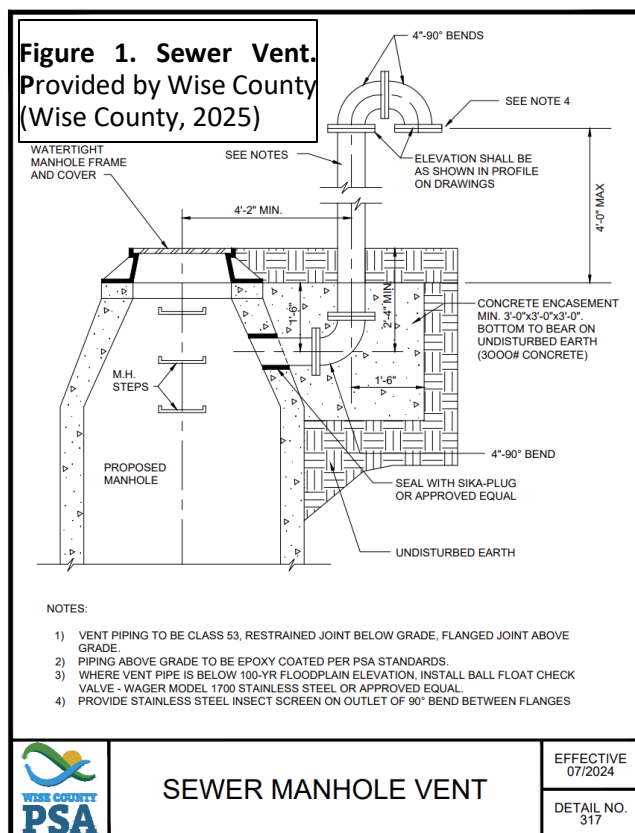 Figure 1. Sewer Vent.
Provided by Wise County
(Wise County, 2025)
4"-90° BENDS
SEE NOTE 4
WATERTIGHT
MANHOLE FRAME
AND COVER
SEE NOTES
ELEVATION SHALL BE
AS SHOWN IN PROFILE
ON DRAWINGS
4'-0" MAX
4'-2" MIN.
1'-6"
2'-4" MIN.
CONCRETE ENCASEMENT
MIN. 3'-0"x3'-0"x3'-0".
BOTTOM TO BEAR ON
UNDISTURBED EARTH
(3OOO# CONCRETE)
M.H.
STEPS
1'-6"
PROPOSED
MANHOLE
4"-90° BEND
SEAL WITH SIKA-PLUG
OR APPROVED EQUAL
UNDISTURBED EARTH
NOTES:
1) VENT PIPING TO BE CLASS 53, RESTRAINED JOINT BELOW GRADE, FLANGED JOINT ABOVE
GRADE.
2) PIPING ABOVE GRADE TO BE EPOXY COATED PER PSA STANDARDS.
3) WHERE VENT PIPE IS BELOW 100-YR FLOODPLAIN ELEVATION, INSTALL BALL FLOAT CHECK
VALVE - WAGER MODEL 1700 STAINLESS STEEL OR APPROVED EQUAL.
4) PROVIDE STAINLESS STEEL INSECT SCREEN ON OUTLET OF 90° BEND BETWEEN FLANGES
WISE COUNTY
PSA
SEWER MANHOLE VENT
EFFECTIVE
07/2024
DETAIL NO.
317